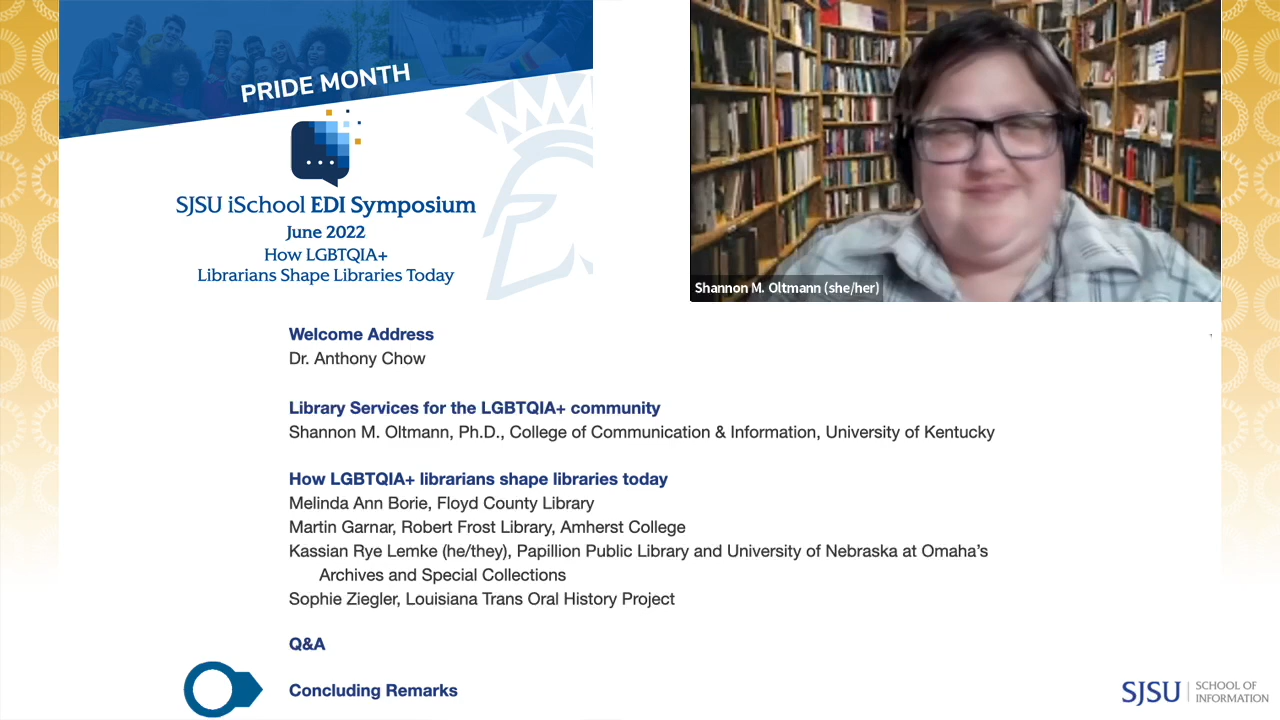 PRIDE MONTH
SJSU iSchool EDI Symposium
June 2022
How LGBTQIA+
Librarians Shape Libraries Today
Shannon M. Oltmann (she/her)
Welcome Address
Dr. Anthony Chow
Library Services for the LGBTQIA+ community
Shannon M. Oltmann, Ph.D., College of Communication & Information, University of Kentucky
How LGBTQIA+ librarians shape libraries today
Melinda Ann Borie, Floyd County Library
Martin Garnar, Robert Frost Library, Amherst College
Kassian Rye Lemke (he/they), Papillion Public Library and University of Nebraska at Omaha’s
Archives and Special Collections
Sophie Ziegler, Louisiana Trans Oral History Project
Q&A
Concluding Remarks
SJSU | SCHOOL OF
INFORMATION